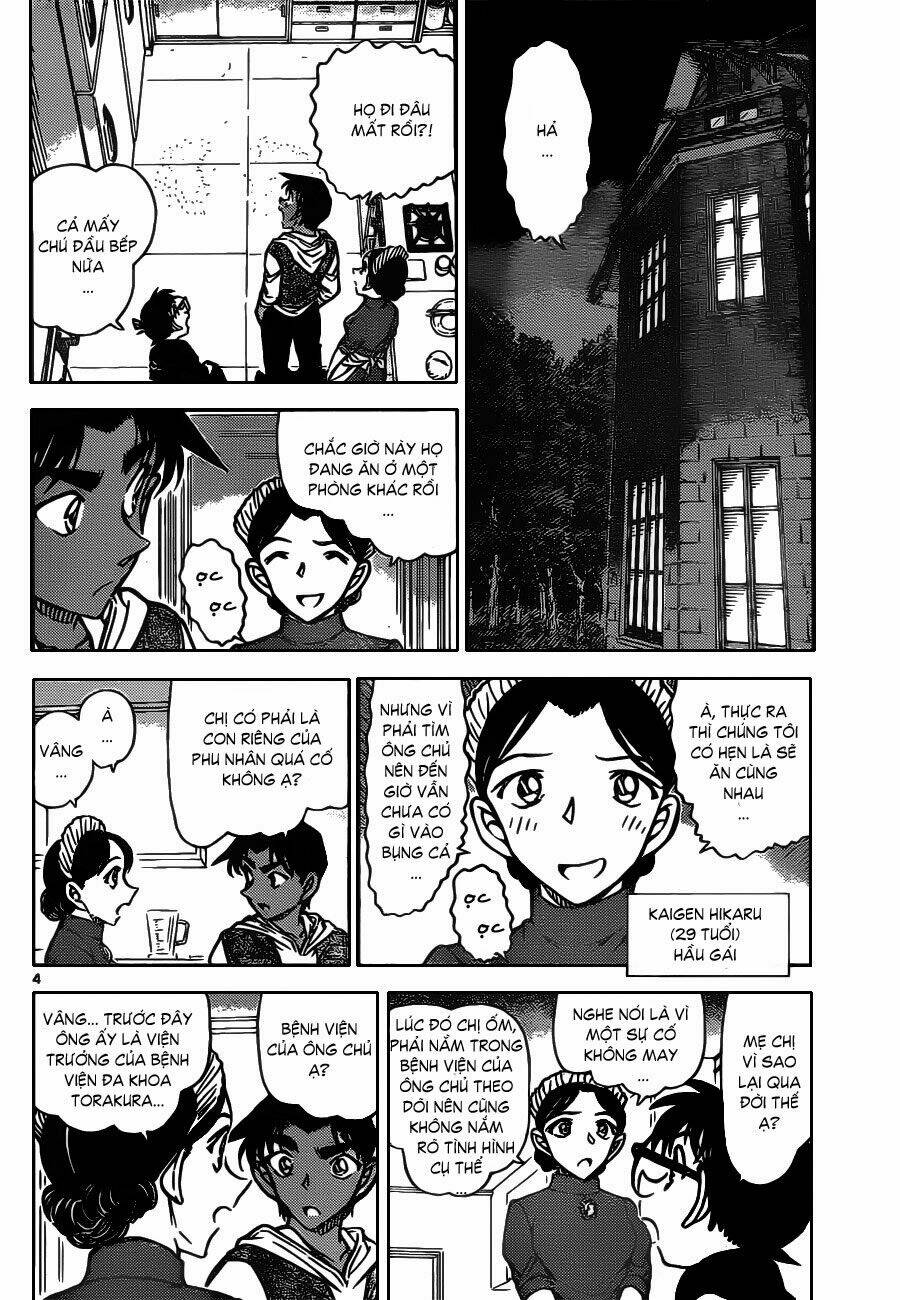 HẢ
...
HỌ ĐI ĐÂU
MẤT RỒI?!
CẢ MẤY
CHÚ ĐẦU BẾP
NỮA
...
CHẮC GIỜ NÀY HỌ
ĐANG ĂN Ở MỘT
PHÒNG KHÁC RỒI
...
ỌC
ỌC
À, THỰC RA
THÌ CHÚNG TÔI
CÓ HẸN LÀ SẼ
ĂN CÙNG
NHAU
...
NHƯNG VÌ
PHẢI TÌM
ÔNG CHỦ
NÊN ĐẾN
GIỜ VẪN
CHƯA CÓ
GÌ VÀO
BỤNG CẢ
...
ỌC
ỌC
KAIGEN HIKARU
(29 TUỔI)
HẦU GÁI
CHỊ CÓ PHẢI LÀ
CON RIÊNG CỦA
PHU NHÂN QUÁ CỐ
KHÔNG Ạ?
À
...
VÂNG
...
4
MẸ CHỊ
VÌ SAO
LẠI QUA
ĐỜI THẾ
Ạ?
NGHE NÓI LÀ VÌ
MỘT SỰ CỐ
KHÔNG MAY
...
LÚC ĐÓ CHỊ ỐM,
PHẢI NẰM TRONG
BỆNH VIỆN CỦA
ÔNG CHỦ THEO
DÕI NÊN CŨNG
KHÔNG NẮM
RÕ TÌNH HÌNH
CỤ THỂ
...
BỆNH VIỆN
CỦA ÔNG CHỦ
Ạ?
VÂNG... TRƯỚC ĐÂY
ÔNG ẤY LÀ VIỆN
TRƯỞNG CỦA BỆNH
VIỆN ĐA KHOA
TORAKURA...